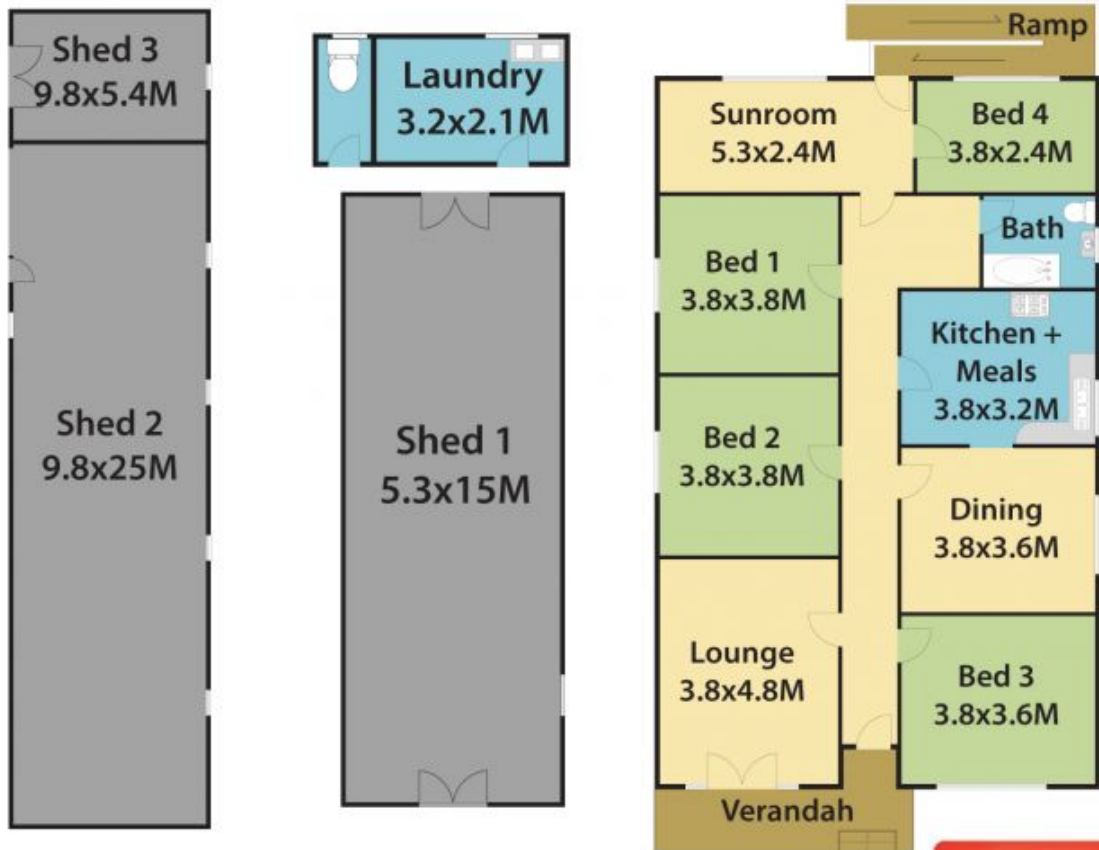 Shed 3
9.8x5.4M
Shed 2
9.8x25M
Laundry
3.2x2.1M
Shed 1
5.3x15M
Ramp
Sunroom
5.3x2.4M
Bed 4
3.8x2.4M
Bath
Bed 1
3.8x3.8M
Kitchen +
Meals
3.8x3.2M
Bed 2
3.8x3.8M
Dining
3.8x3.6M
Lounge
3.8x4.8M
Bed 3
3.8x3.6M
Verandah